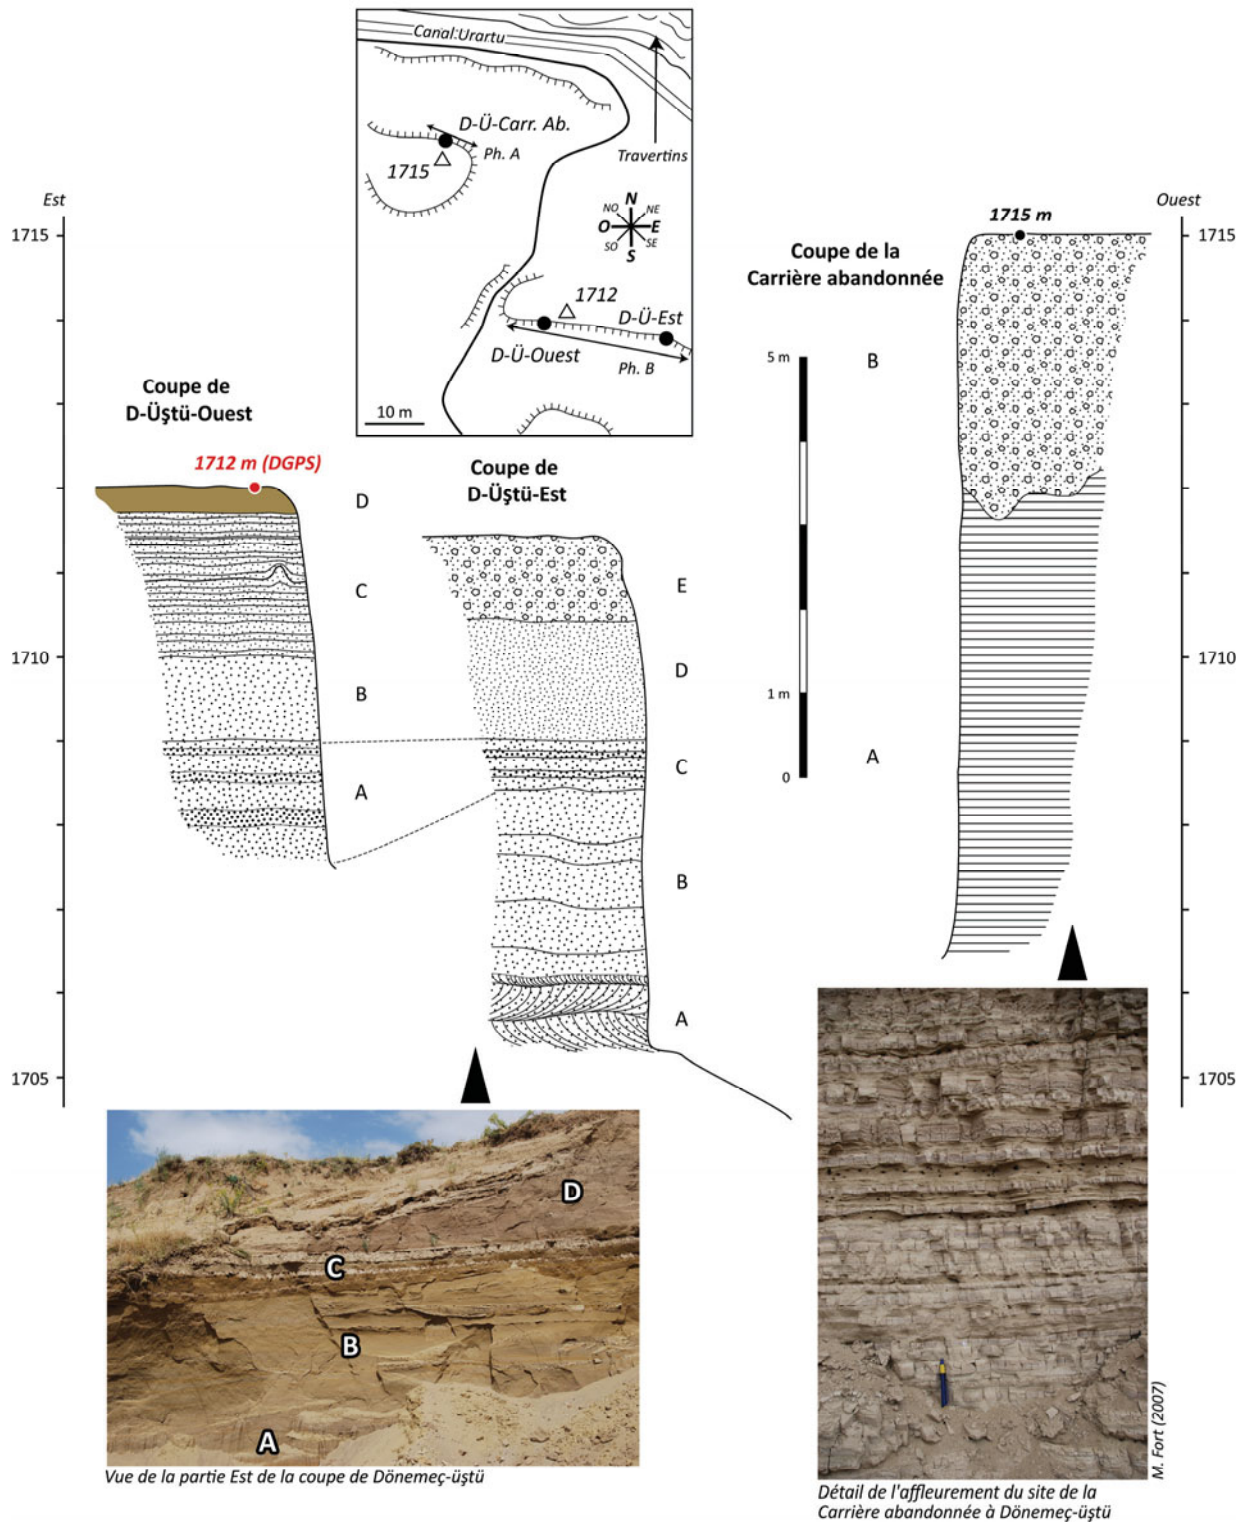 Canal Urartu
D-Ü-Carr. Ab.
Ph. A
1715
Travertins
N
NO
NE
O
E
SO
SE
S
1712
D-Ü-Est
D-Ü-Ouest
Ph. B
10 m
Est
1715
1710
1705
Coupe de
D-Üştü-Ouest
1712 m (DGPS)
D
C
B
A
Coupe de
D-Üştü-Est
E
D
C
B
A
Coupe de la
Carrière abandonnée
1715 m
B
A
5 m
1 m
0
Ouest
1715
1710
1705
D
C
B
A
Vue de la partie Est de la coupe de Dönemeç-üştü
M. Fort (2007)
Détail de l'affleurement du site de la
Carrière abandonnée à Dönemeç-üştü